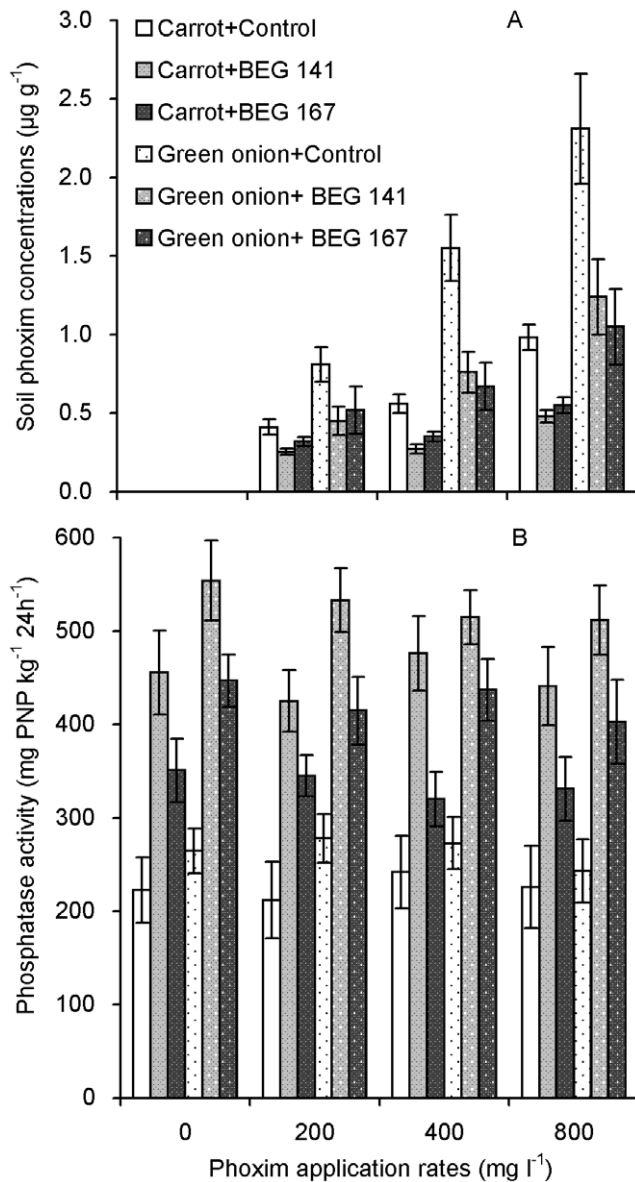 A
Carrot+Control
Carrot+BEG 141
Carrot+BEG 167
Green onion+Control
Green onion+ BEG 141
Green onion+ BEG 167
Soil phoxim concentrations (µg g⁻¹)
3.0
2.5
2.0
1.5
1.0
0.5
0.0
B
Phosphatase activity (mg PNP kg⁻¹ 24h⁻¹)
600
500
400
300
200
100
0
0 200 400 800
Phoxim application rates (mg l⁻¹)